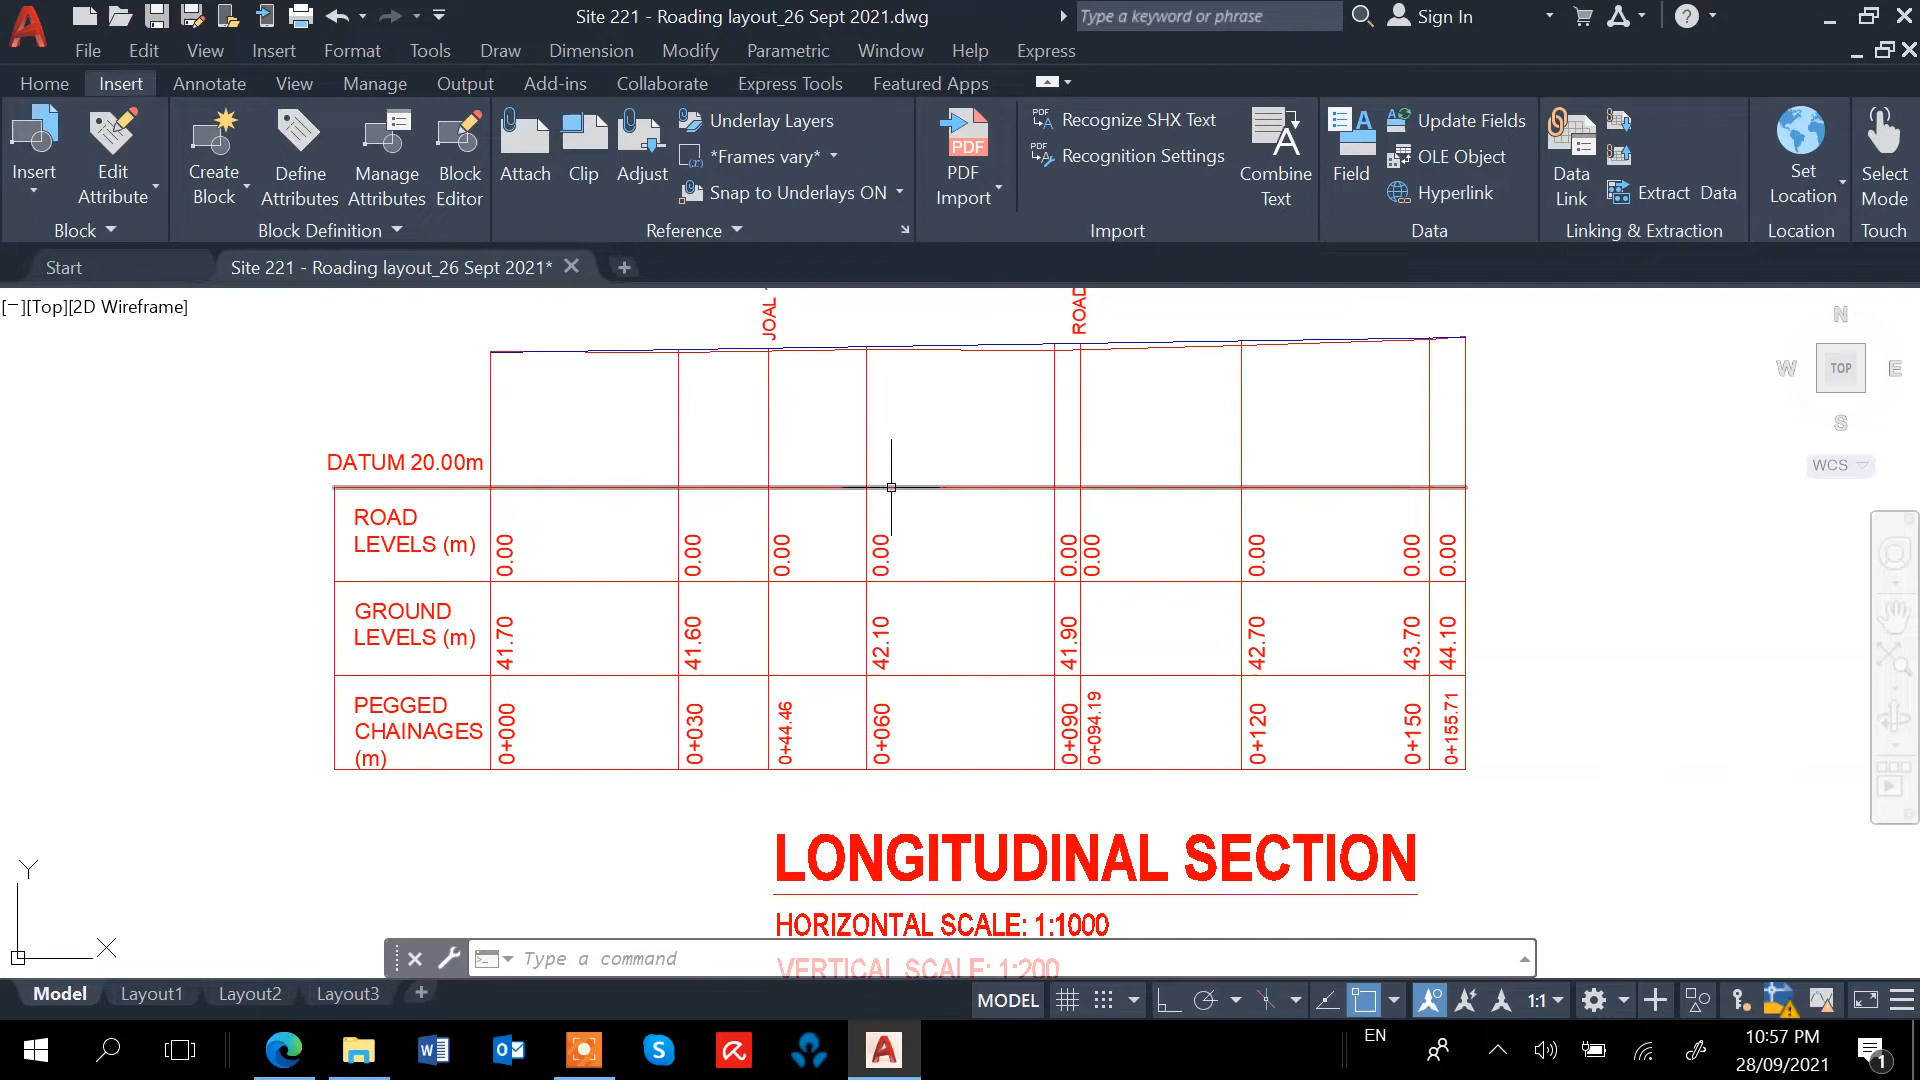 Site 221 - Roading layout_26 Sept 2021.dwg
Type a keyword or phrase
Sign In
File Edit View Insert Format Tools Draw Dimension Modify Parametric Window Help Express
Home Insert Annotate View Manage Output Add-ins Collaborate Express Tools Featured Apps
Insert
Edit Attribute
Create Block
Define Attributes
Manage Attributes
Block Editor
Attach
Clip
Adjust
Underlay Layers
*Frames vary*
Snap to Underlays ON
PDF
PDF Import
Recognize SHX Text
Recognition Settings
Combine Text
Field
Update Fields
OLE Object
Hyperlink
Data Link
Extract Data
Set Location
Select Mode
Block
Block Definition
Reference
Import
Data
Linking & Extraction
Location
Touch
Start
Site 221 - Roading layout_26 Sept 2021*
[−][Top][2D Wireframe]
N
W TOP E
S
WCS
JOAL
ROAD
DATUM 20.00m
ROAD
LEVELS (m)
0.00 0.00 0.00 0.00 0.00 0.00 0.00 0.00 0.00
GROUND
LEVELS (m)
41.70 41.60 42.10 41.90 42.70 43.70 44.10
PEGGED
CHAINAGES
(m)
0+000 0+030 0+44.46 0+060 0+090 0+094.19 0+120 0+150 0+155.71
LONGITUDINAL SECTION
HORIZONTAL SCALE: 1:1000
VERTICAL SCALE: 1:200
Y
X
Type a command
Model Layout1 Layout2 Layout3
MODEL
1:1
EN
10:57 PM
28/09/2021
1